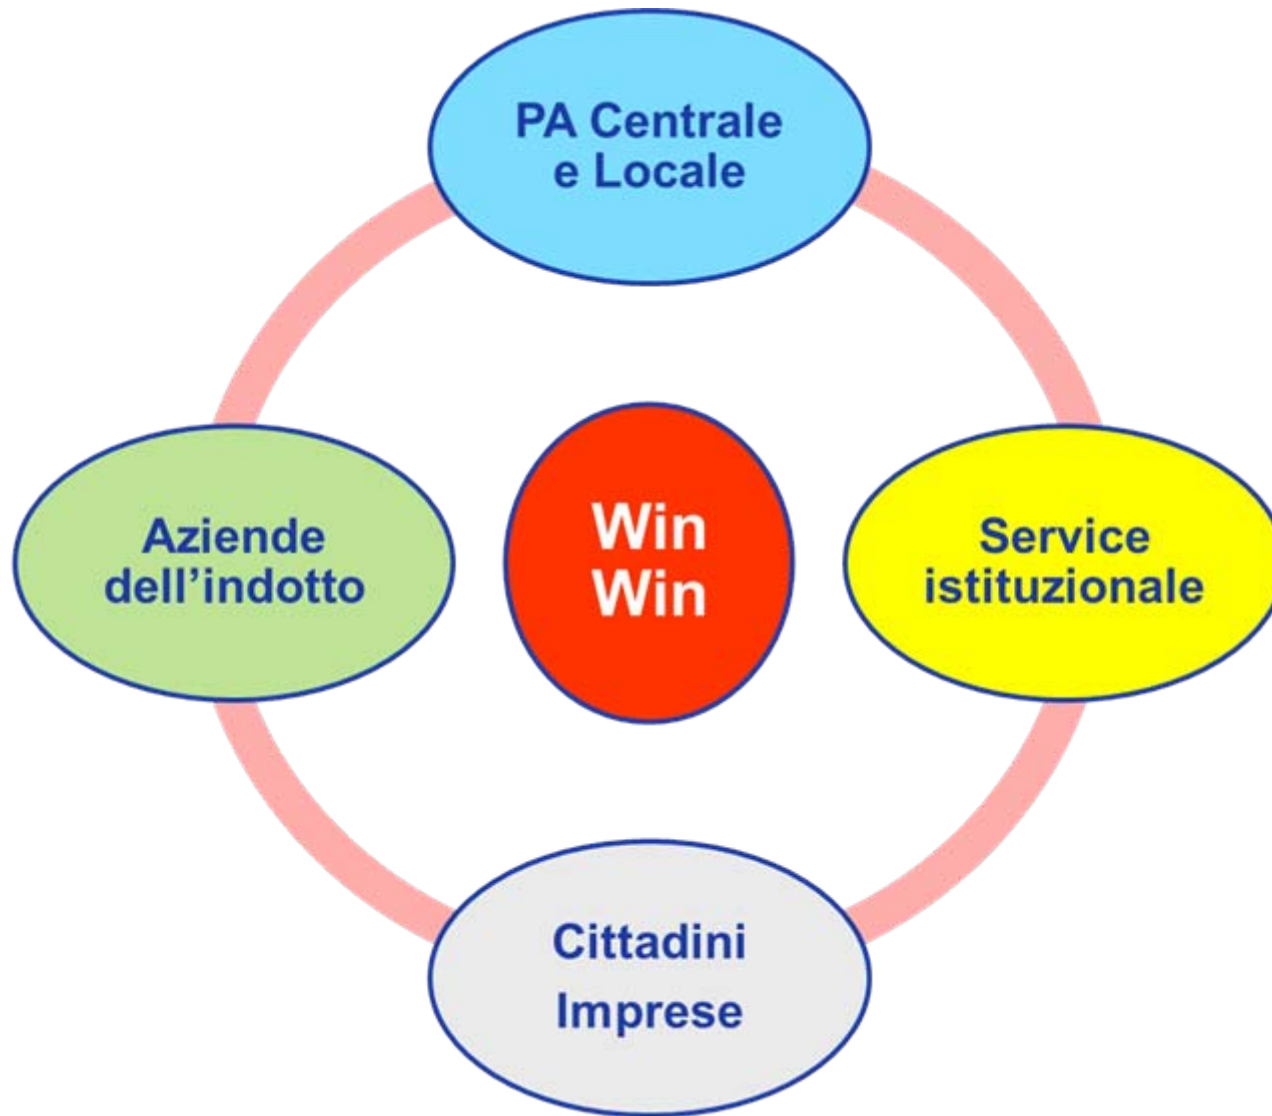 PA Centrale
e Locale
Aziende
dell’indotto
Win
Win
Service
istituzionale
Cittadini
Imprese